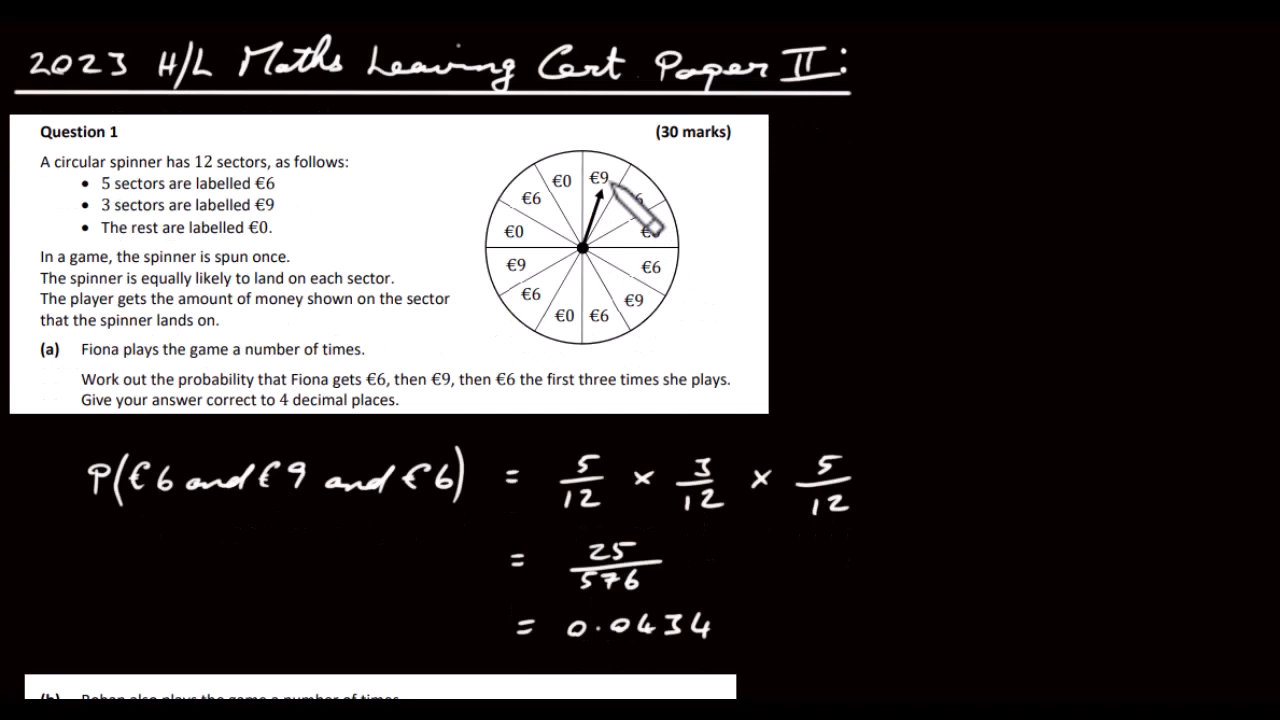 2023 H/L Maths Leaving Cert Paper II:
Question 1 (30 marks)
A circular spinner has 12 sectors, as follows:
• 5 sectors are labelled €6
• 3 sectors are labelled €9
• The rest are labelled €0.
In a game, the spinner is spun once.
The spinner is equally likely to land on each sector.
The player gets the amount of money shown on the sector
that the spinner lands on.
€0 €9
€6
€0
€9 €6
€6 €9
€0 €6
(a) Fiona plays the game a number of times.
Work out the probability that Fiona gets €6, then €9, then €6 the first three times she plays.
Give your answer correct to 4 decimal places.
P(€6 and €9 and €6) = 5/12 × 3/12 × 5/12
= 25/576
= 0.0434